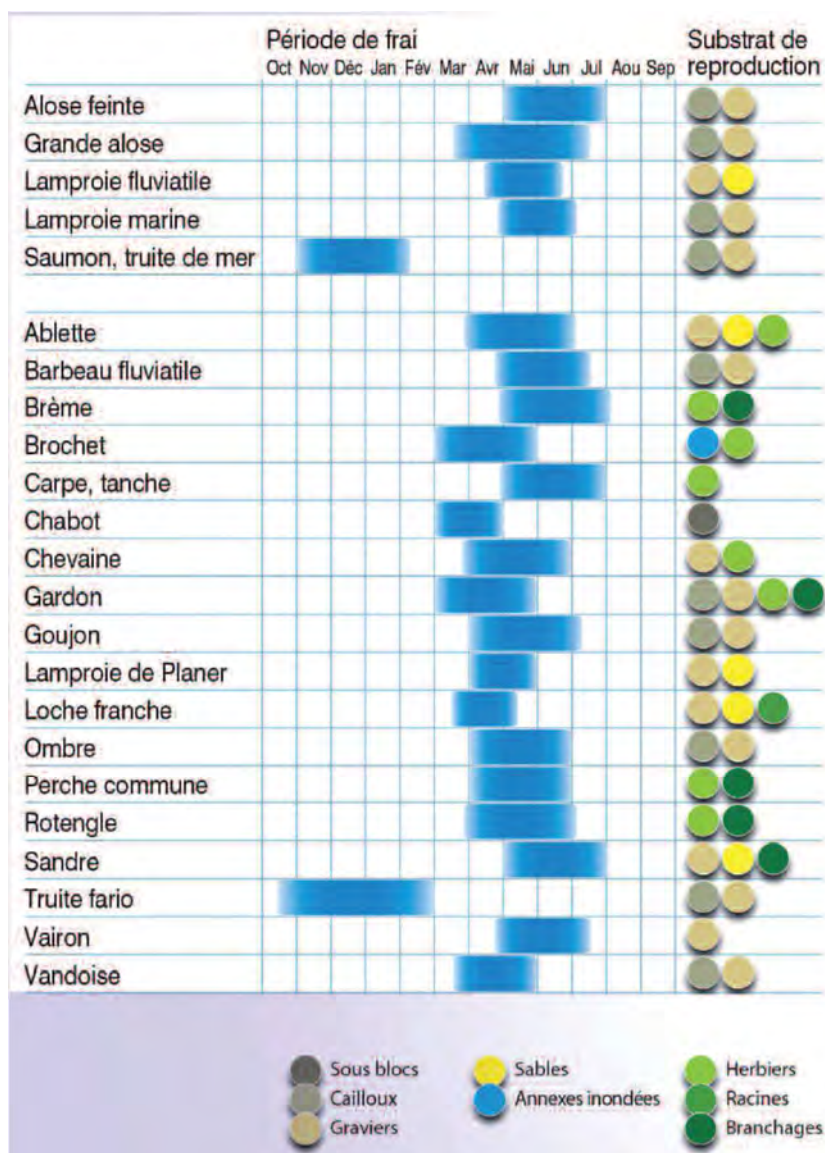 Période de frai
Substrat de
reproduction
Oct Nov Déc Jan Fév Mar Avr Mai Jun Jul Aou Sep
Alose feinte
Grande alose
Lamproie fluviatile
Lamproie marine
Saumon, truite de mer
Ablette
Barbeau fluviatile
Brème
Brochet
Carpe, tanche
Chabot
Chevaine
Gardon
Goujon
Lamproie de Planer
Loche franche
Ombre
Perche commune
Rotengle
Sandre
Truite fario
Vairon
Vandoise
Sous blocs
Cailloux
Graviers
Sables
Annexes inondées
Herbiers
Racines
Branchages